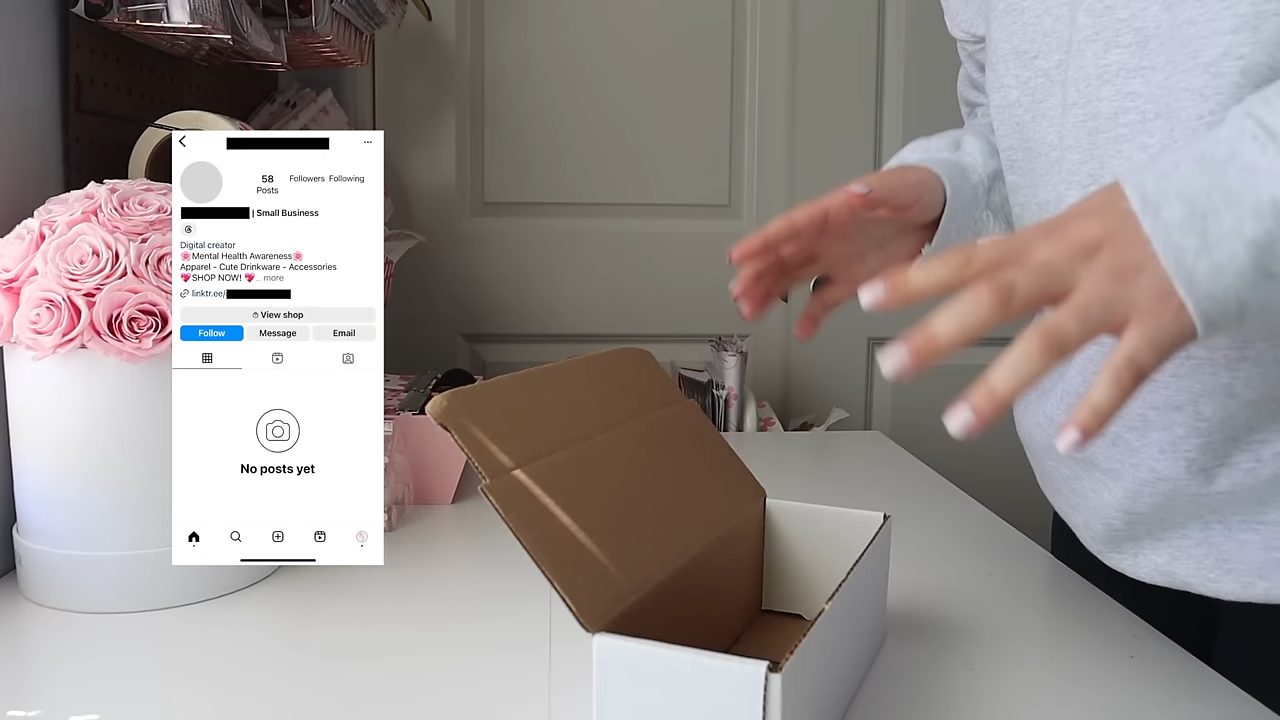 58
Posts
Followers
Following
| Small Business
Digital creator
🌸Mental Health Awareness🌸
Apparel - Cute Drinkware - Accessories
💖SHOP NOW! 💖... more
linktr.ee/
View shop
Follow
Message
Email
No posts yet